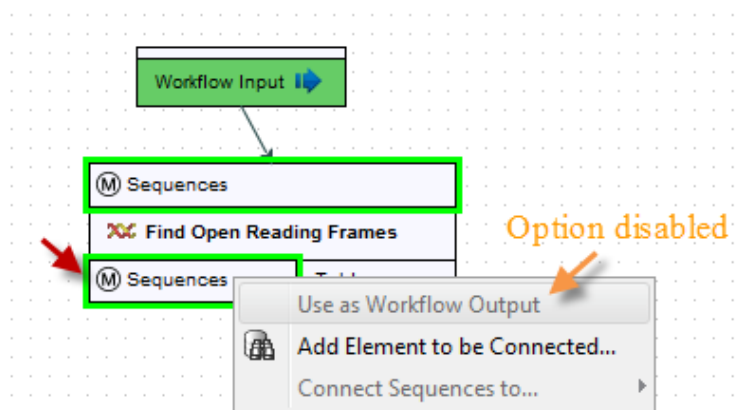 Workflow Input
M Sequences
Find Open Reading Frames
Option disabled
M Sequences
Use as Workflow Output
Add Element to be Connected...
Connect Sequences to...